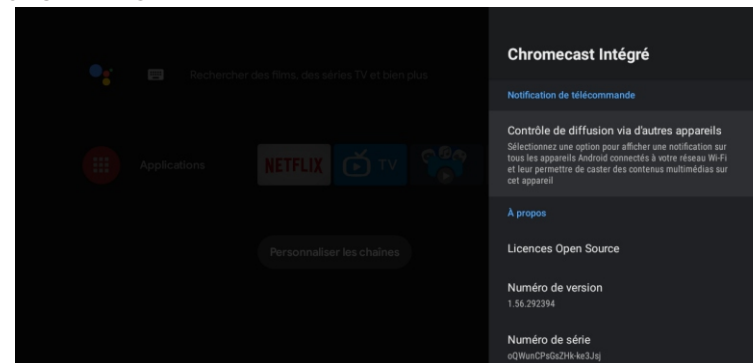 Rechercher des films, des series TV et bien plus
Applications
NETFLIX
TV
Personnaliser les chaînes
Chromecast Intégré
Notification de télécommande
Contrôle de diffusion via d'autres appareils
Sélectionnez une option pour afficher une notification sur
tous les appareils Android connectés à votre réseau Wi-Fi
et leur permettre de caster des contenus multimédias sur
cet appareil
À propos
Licences Open Source
Numéro de version
1.56.292394
Numéro de série
oQWunCPsGsZHk-ke3Jsj